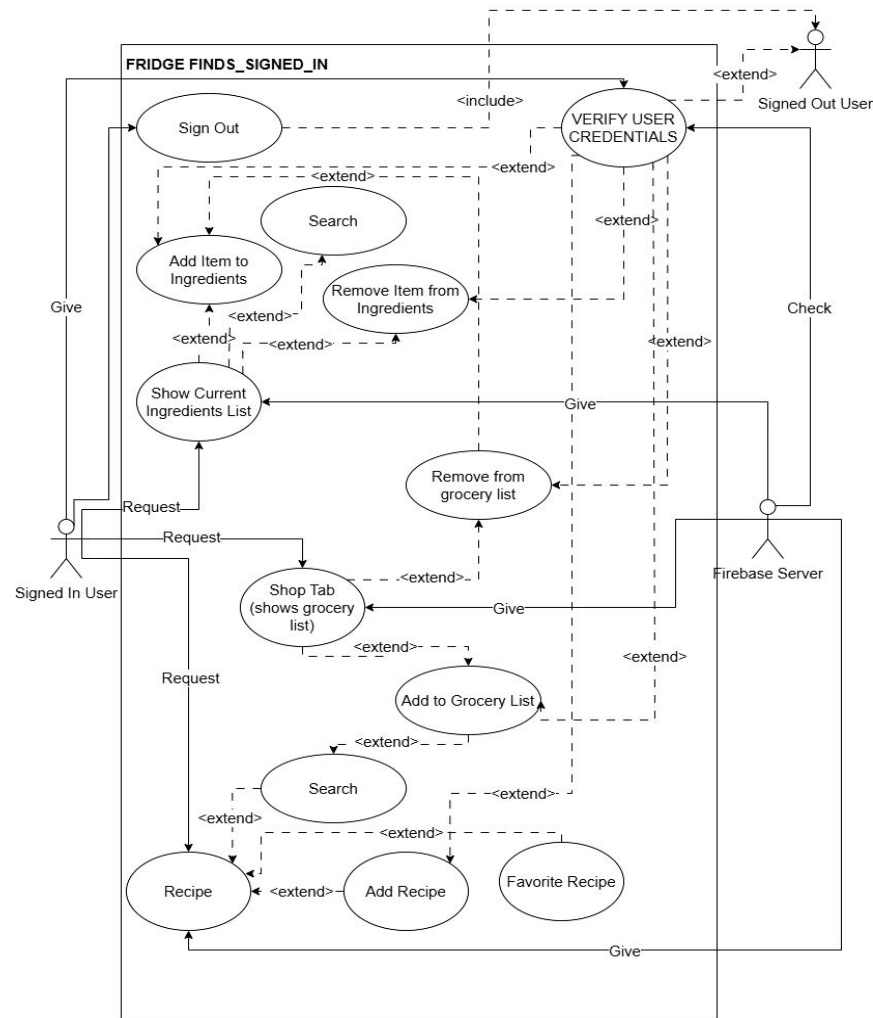 FRIDGE FINDS_SIGNED_IN
<extend>
Signed Out User
<include>
Sign Out
VERIFY USER
CREDENTIALS
<extend>
<extend>
Search
<extend>
Add Item to
Ingredients
Remove Item from
Ingredients
Give
Check
<extend>
<extend>
<extend>
<extend>
Show Current
Ingredients List
Give
Remove from
grocery list
Request
Request
Signed In User
Firebase Server
Shop Tab
(shows grocery
list)
<extend>
Give
<extend>
<extend>
Request
Add to Grocery List
<extend>
Search
<extend>
<extend>
<extend>
Recipe
<extend>
Add Recipe
Favorite Recipe
Give